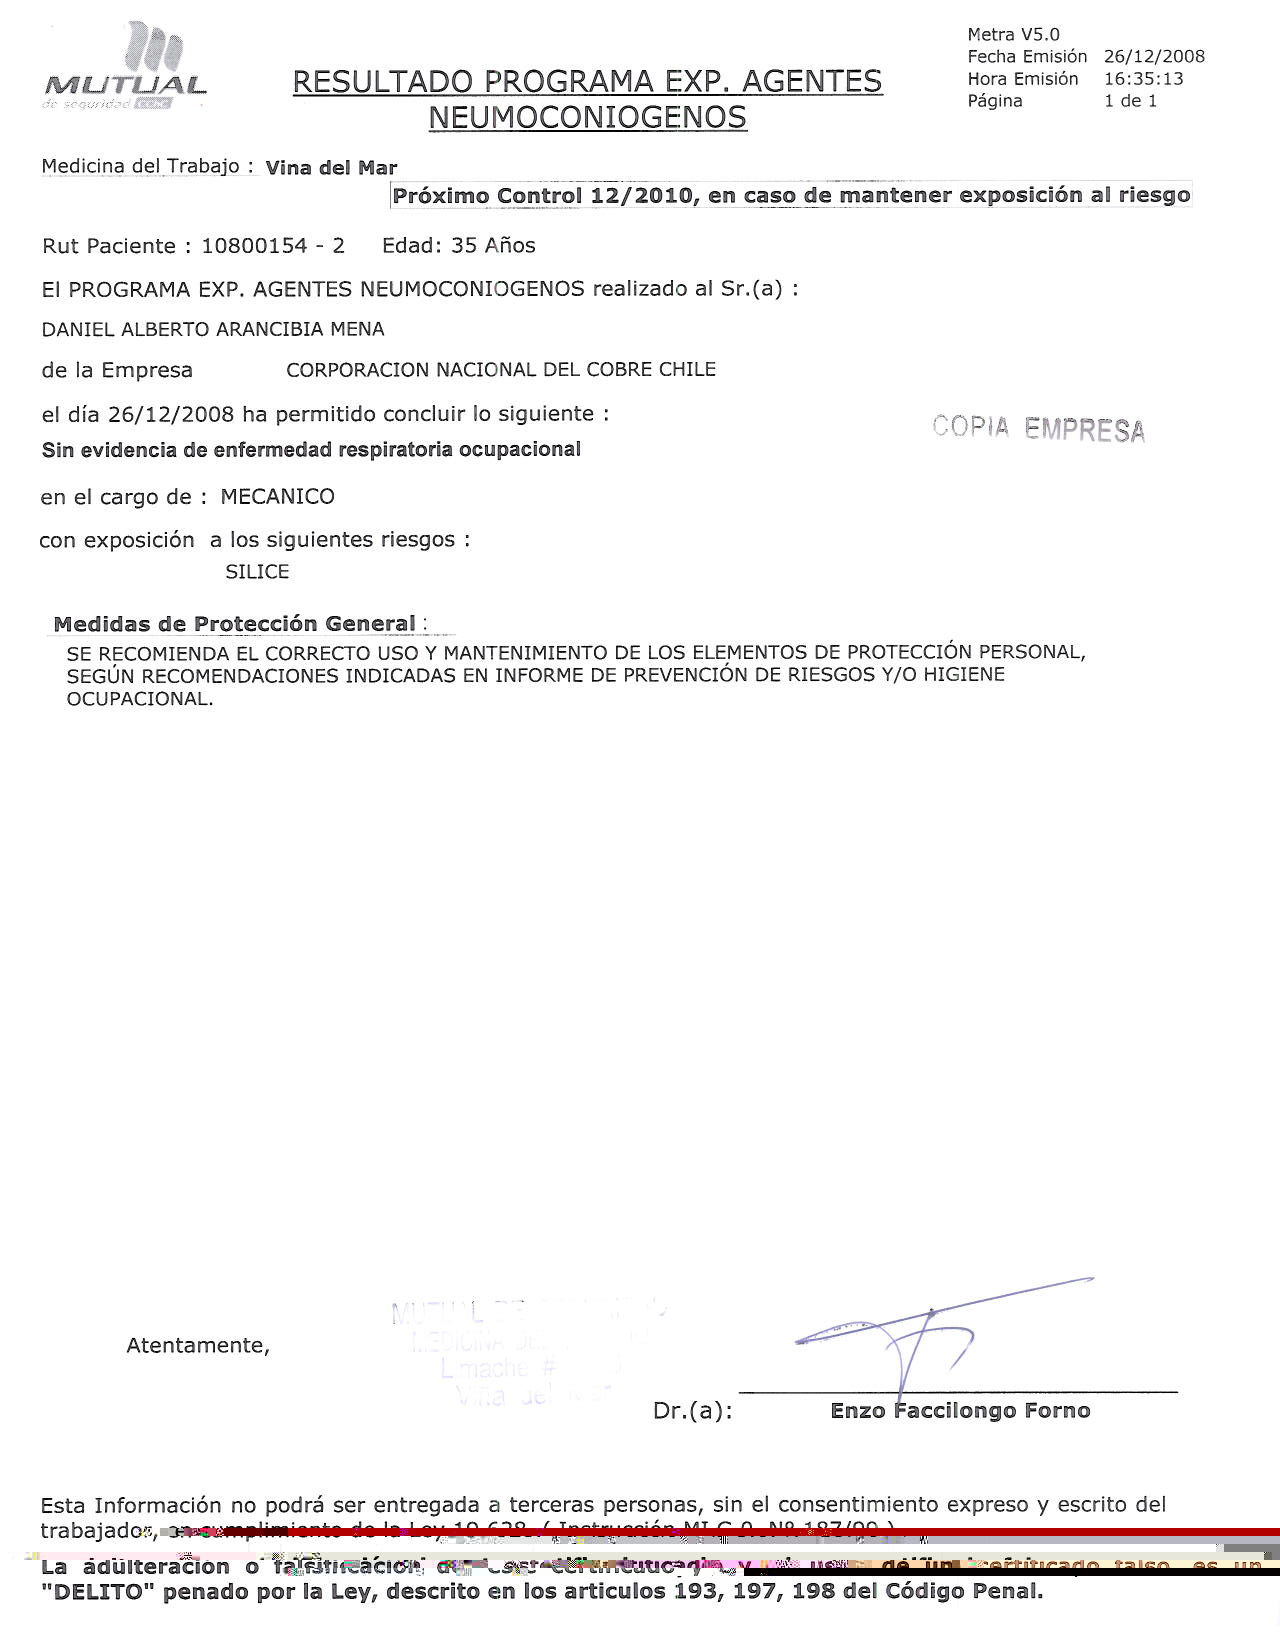 MUTUAL
de seguridad CChC
RESULTADO PROGRAMA EXP. AGENTES
NEUMOCONIOGENOS
Metra V5.0
Fecha Emisión 26/12/2008
Hora Emisión 16:35:13
Página 1 de 1
Medicina del Trabajo : Vina del Mar
Próximo Control 12/2010, en caso de mantener exposición al riesgo
Rut Paciente : 10800154 - 2 Edad: 35 Años
El PROGRAMA EXP. AGENTES NEUMOCONIOGENOS realizado al Sr.(a) :
DANIEL ALBERTO ARANCIBIA MENA
de la Empresa CORPORACION NACIONAL DEL COBRE CHILE
el día 26/12/2008 ha permitido concluir lo siguiente :
COPIA EMPRESA
Sin evidencia de enfermedad respiratoria ocupacional
en el cargo de : MECANICO
con exposición a los siguientes riesgos :
SILICE
Medidas de Protección General :
SE RECOMIENDA EL CORRECTO USO Y MANTENIMIENTO DE LOS ELEMENTOS DE PROTECCIÓN PERSONAL,
SEGÚN RECOMENDACIONES INDICADAS EN INFORME DE PREVENCIÓN DE RIESGOS Y/O HIGIENE
OCUPACIONAL.
MUTUAL DE
MEDICINA DEL
Limache #
Viña del Mar
Atentamente,
Dr.(a): Enzo Faccilongo Forno
Esta Información no podrá ser entregada a terceras personas, sin el consentimiento expreso y escrito del
trabajador, en cumplimiento de la Ley 19.628. ( Instrucción MLC 0. Nº 187/99 )
La adulteración o falsificación de este certificado y el uso de un certificado falso, es un
"DELITO" penado por la Ley, descrito en los articulos 193, 197, 198 del Código Penal.